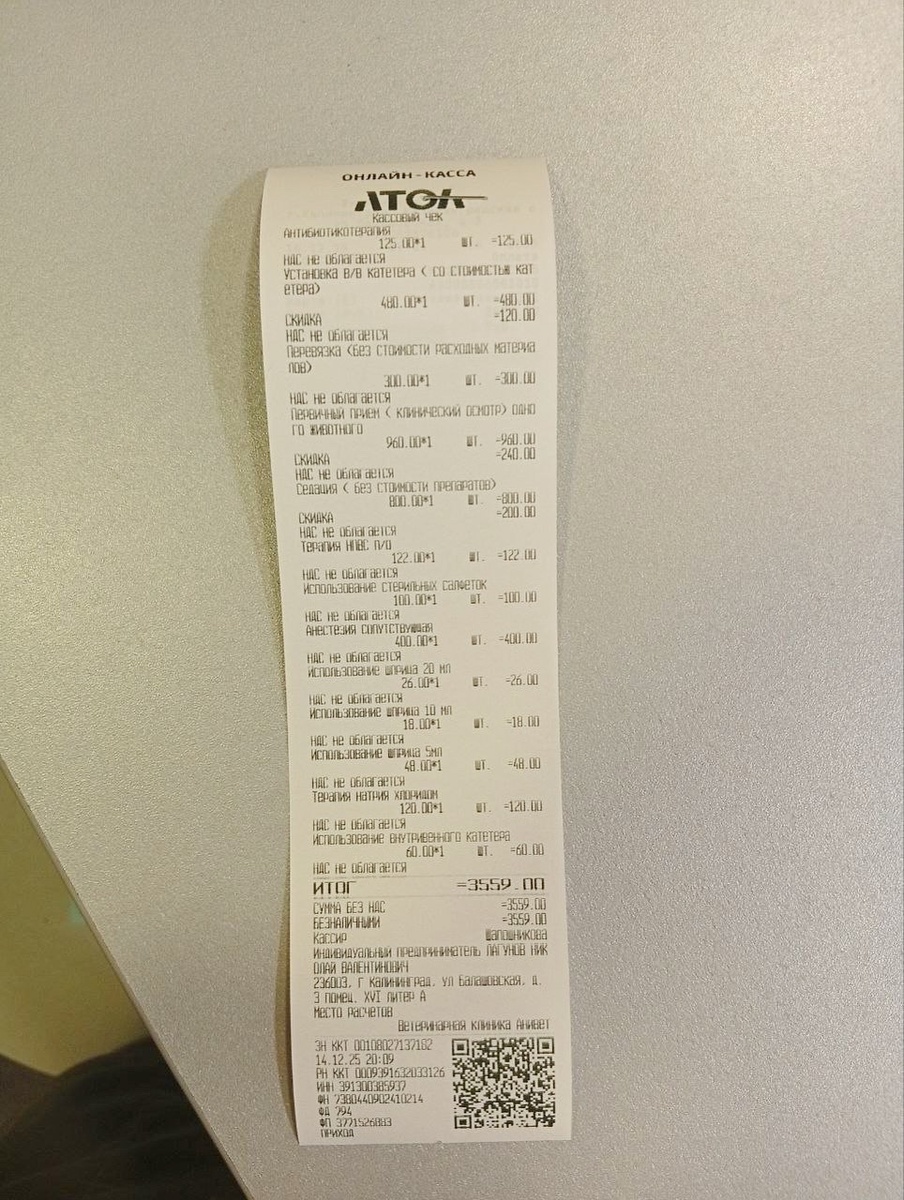 ОНЛАЙН-КАССА
АТОЛ
Кассовый чек
Антибиотикотерапия
125.00*1 шт. =125.00
НДС не облагается
Установка в/в катетера ( со стоимостью кат
етера)
480.00*1 шт. =480.00
СКИДКА =120.00
НДС не облагается
Перевязка (без стоимости расходных материа
лов)
300.00*1 шт. =300.00
НДС не облагается
Первичный прием ( клинический осмотр) одно
го животного
960.00*1 шт. =960.00
СКИДКА =240.00
НДС не облагается
Седация ( без стоимости препаратов)
800.00*1 шт. =800.00
СКИДКА =200.00
НДС не облагается
Терапия НПВС п/о
122.00*1 шт. =122.00
НДС не облагается
Использование стерильных салфеток
100.00*1 шт. =100.00
НДС не облагается
Анестезия сопутствующая
400.00*1 шт. =400.00
НДС не облагается
Использование шприца 20 мл
26.00*1 шт. =26.00
НДС не облагается
Использование шприца 10 мл
18.00*1 шт. =18.00
НДС не облагается
Использование шприца 5мл
48.00*1 шт. =48.00
НДС не облагается
Терапия натрия хлоридом
120.00*1 шт. =120.00
НДС не облагается
Использование внутривенного катетера
60.00*1 шт. =60.00
НДС не облагается
ИТОГ =3559.00
СУММА БЕЗ НДС =3559.00
БЕЗНАЛИЧНЫМИ =3559.00
Кассир Шапошникова
ИНДИВИДУАЛЬНЫЙ ПРЕДПРИНИМАТЕЛЬ ЛАГУНОВ НИК
ОЛАЙ ВАЛЕНТИНОВИЧ
236003, г Калининград, ул Балашовская, д.
3 помещ. XVI литер А
Место расчетов
Ветеринарная клиника Анивет
ЗН ККТ 00108027137182
14.12.25 20:09
РН ККТ 0009391632033126
ИНН 391300385937
ФН 7380440902410214
ФД 794
ФП 3771526883
ПРИХОД